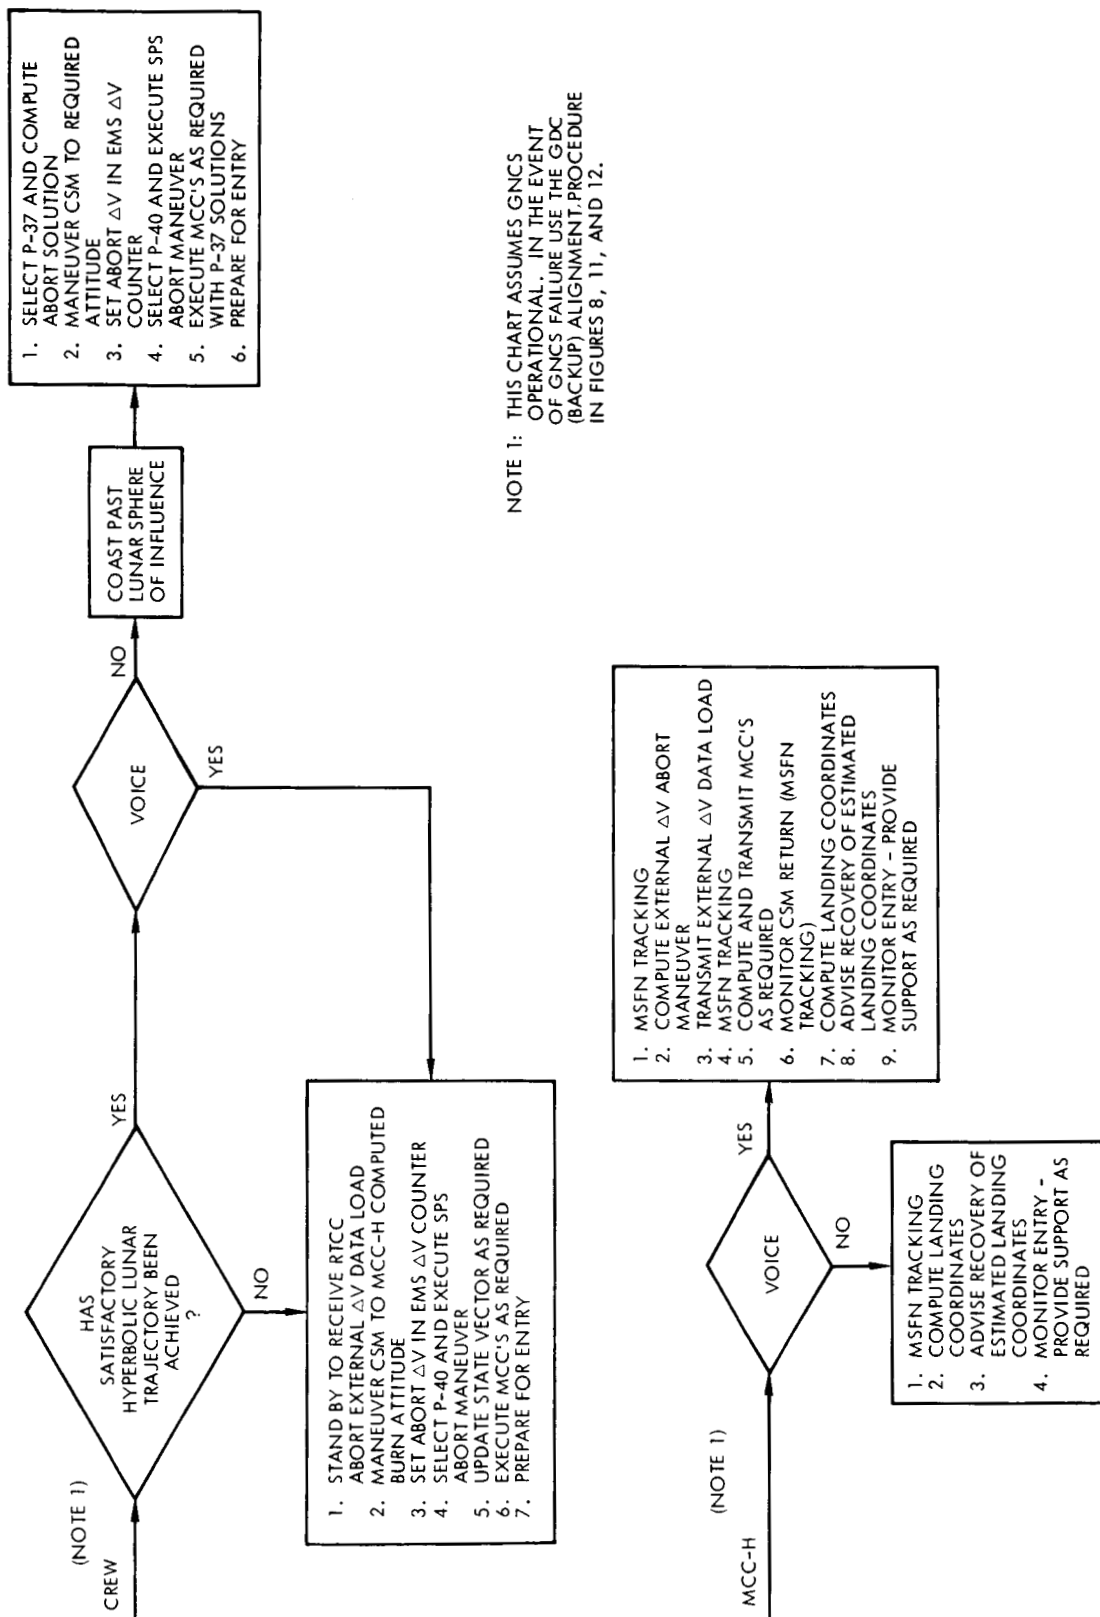 (NOTE 1)
CREW
HAS
SATISFACTORY
HYPERBOLIC LUNAR
TRAJECTORY BEEN
ACHIEVED
?
YES
NO
VOICE
NO
YES
COAST PAST
LUNAR SPHERE
OF INFLUENCE
1. SELECT P-37 AND COMPUTE
ABORT SOLUTION
2. MANEUVER CSM TO REQUIRED
ATTITUDE
3. SET ABORT △V IN EMS △V
COUNTER
4. SELECT P-40 AND EXECUTE SPS
ABORT MANEUVER
5. EXECUTE MCC'S AS REQUIRED
WITH P-37 SOLUTIONS
6. PREPARE FOR ENTRY
1. STAND BY TO RECEIVE RTCC
ABORT EXTERNAL △V DATA LOAD
2. MANEUVER CSM TO MCC-H COMPUTED
BURN ATTITUDE
3. SET ABORT △V IN EMS △V COUNTER
4. SELECT P-40 AND EXECUTE SPS
ABORT MANEUVER
5. UPDATE STATE VECTOR AS REQUIRED
6. EXECUTE MCC'S AS REQUIRED
7. PREPARE FOR ENTRY
NOTE 1: THIS CHART ASSUMES GNCS
OPERATIONAL. IN THE EVENT
OF GNCS FAILURE USE THE GDC
(BACKUP) ALIGNMENT PROCEDURE
IN FIGURES 8, 11, AND 12.
(NOTE 1)
MCC-H
VOICE
YES
NO
1. MSFN TRACKING
2. COMPUTE EXTERNAL △V ABORT
MANEUVER
3. TRANSMIT EXTERNAL △V DATA LOAD
4. MSFN TRACKING
5. COMPUTE AND TRANSMIT MCC'S
AS REQUIRED
6. MONITOR CSM RETURN (MSFN
TRACKING)
7. COMPUTE LANDING COORDINATES
8. ADVISE RECOVERY OF ESTIMATED
LANDING COORDINATES
9. MONITOR ENTRY - PROVIDE
SUPPORT AS REQUIRED
1. MSFN TRACKING
2. COMPUTE LANDING
COORDINATES
3. ADVISE RECOVERY OF
ESTIMATED LANDING
COORDINATES
4. MONITOR ENTRY -
PROVIDE SUPPORT AS
REQUIRED